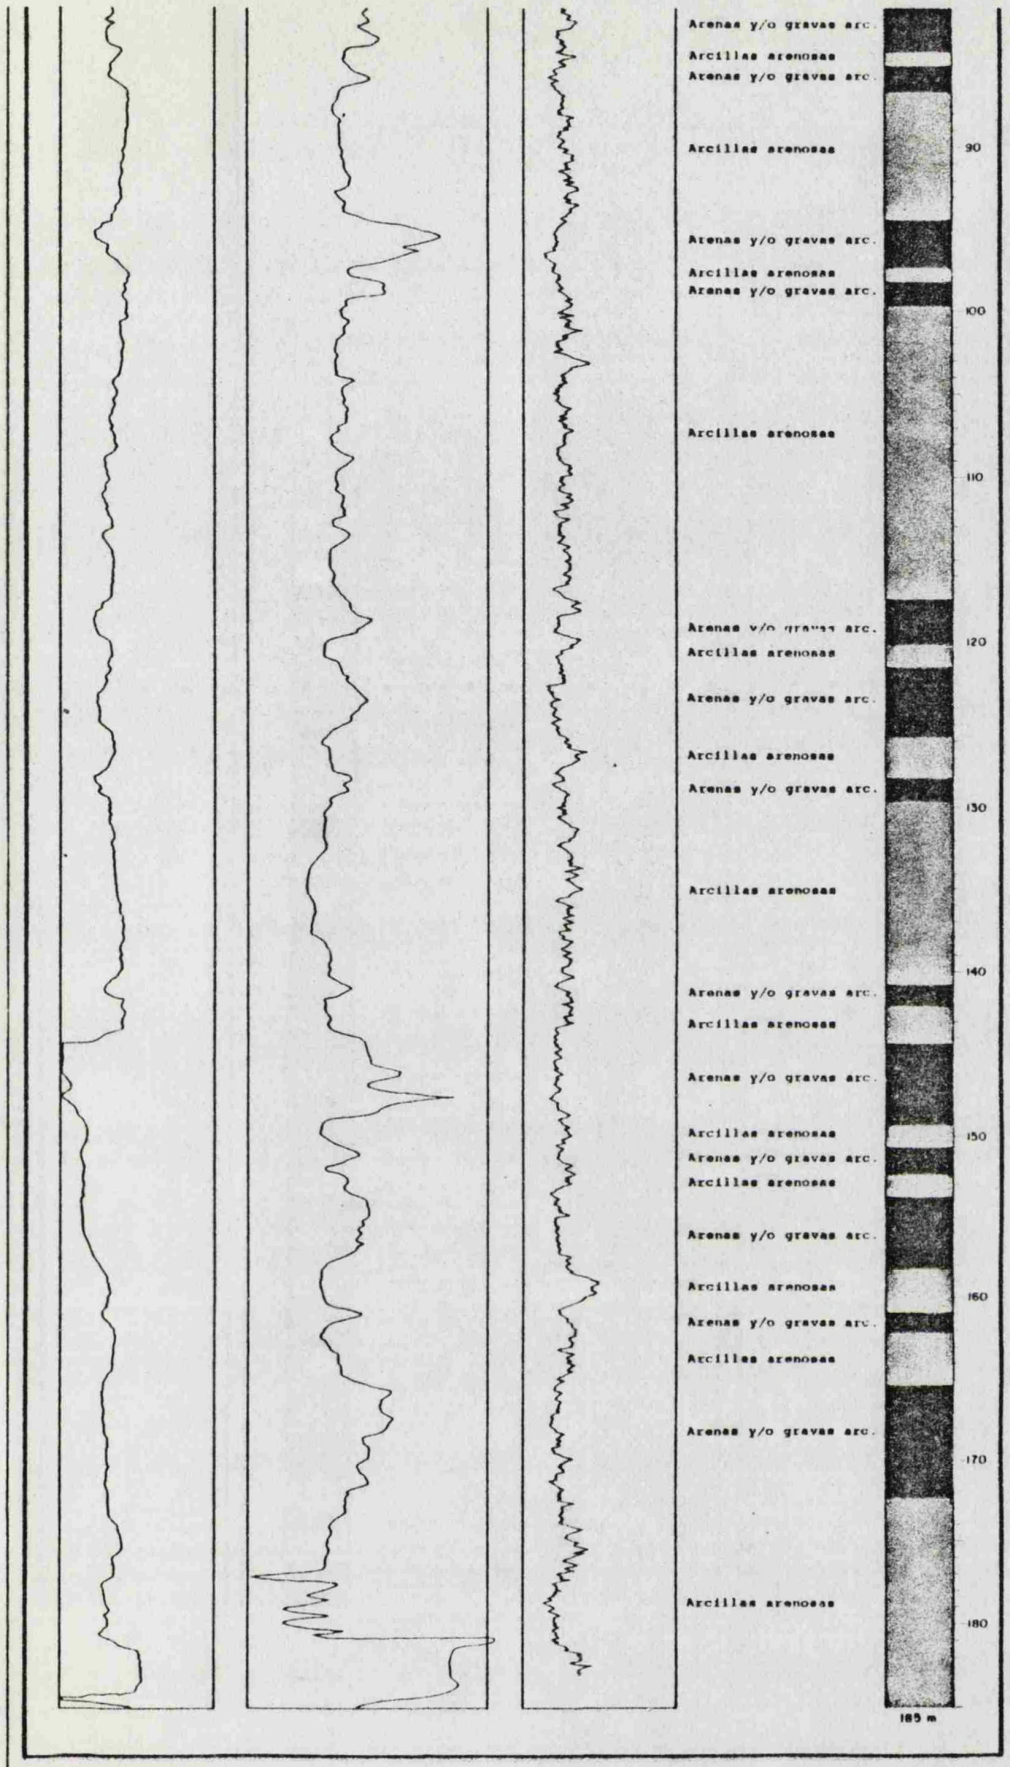 Arenas y/o gravas arc.
Arcillas arenosas
Arenas y/o gravas arc.
Arcillas arenosas
90
Arenas y/o gravas arc.
Arcillas arenosas
Arenas y/o gravas arc.
100
Arcillas arenosas
110
Arenas y/o gravas arc.
120
Arcillas arenosas
Arenas y/o gravas arc.
Arcillas arenosas
Arenas y/o gravas arc.
130
Arcillas arenosas
140
Arenas y/o gravas arc.
Arcillas arenosas
Arenas y/o gravas arc.
Arcillas arenosas
150
Arenas y/o gravas arc.
Arcillas arenosas
Arenas y/o gravas arc.
Arcillas arenosas
160
Arenas y/o gravas arc.
Arcillas arenosas
Arenas y/o gravas arc.
170
Arcillas arenosas
180
185 m